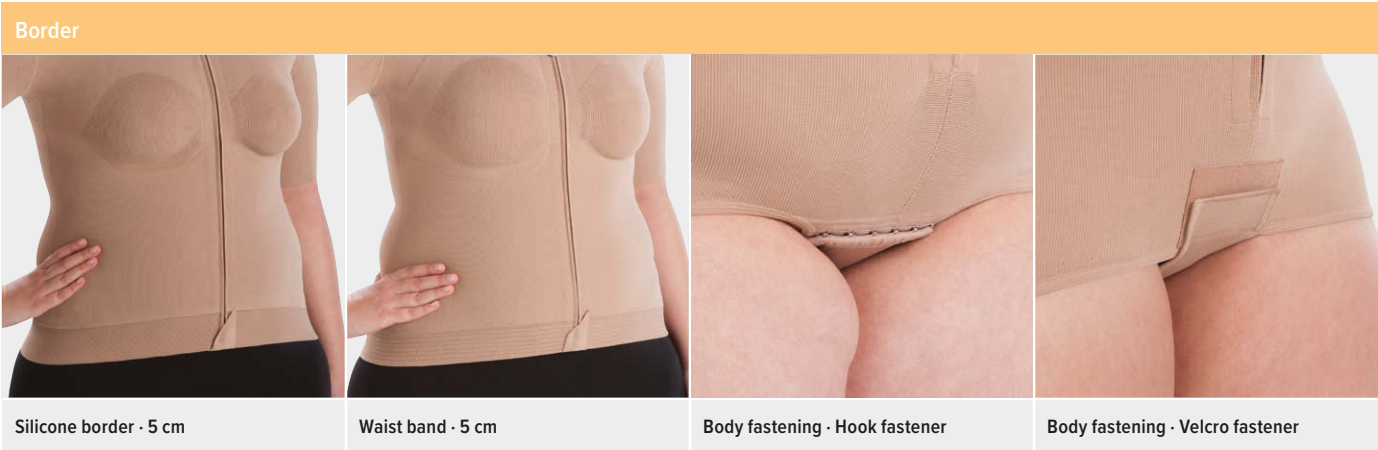 Border
Silicone border · 5 cm
Waist band · 5 cm
Body fastening · Hook fastener
Body fastening · Velcro fastener